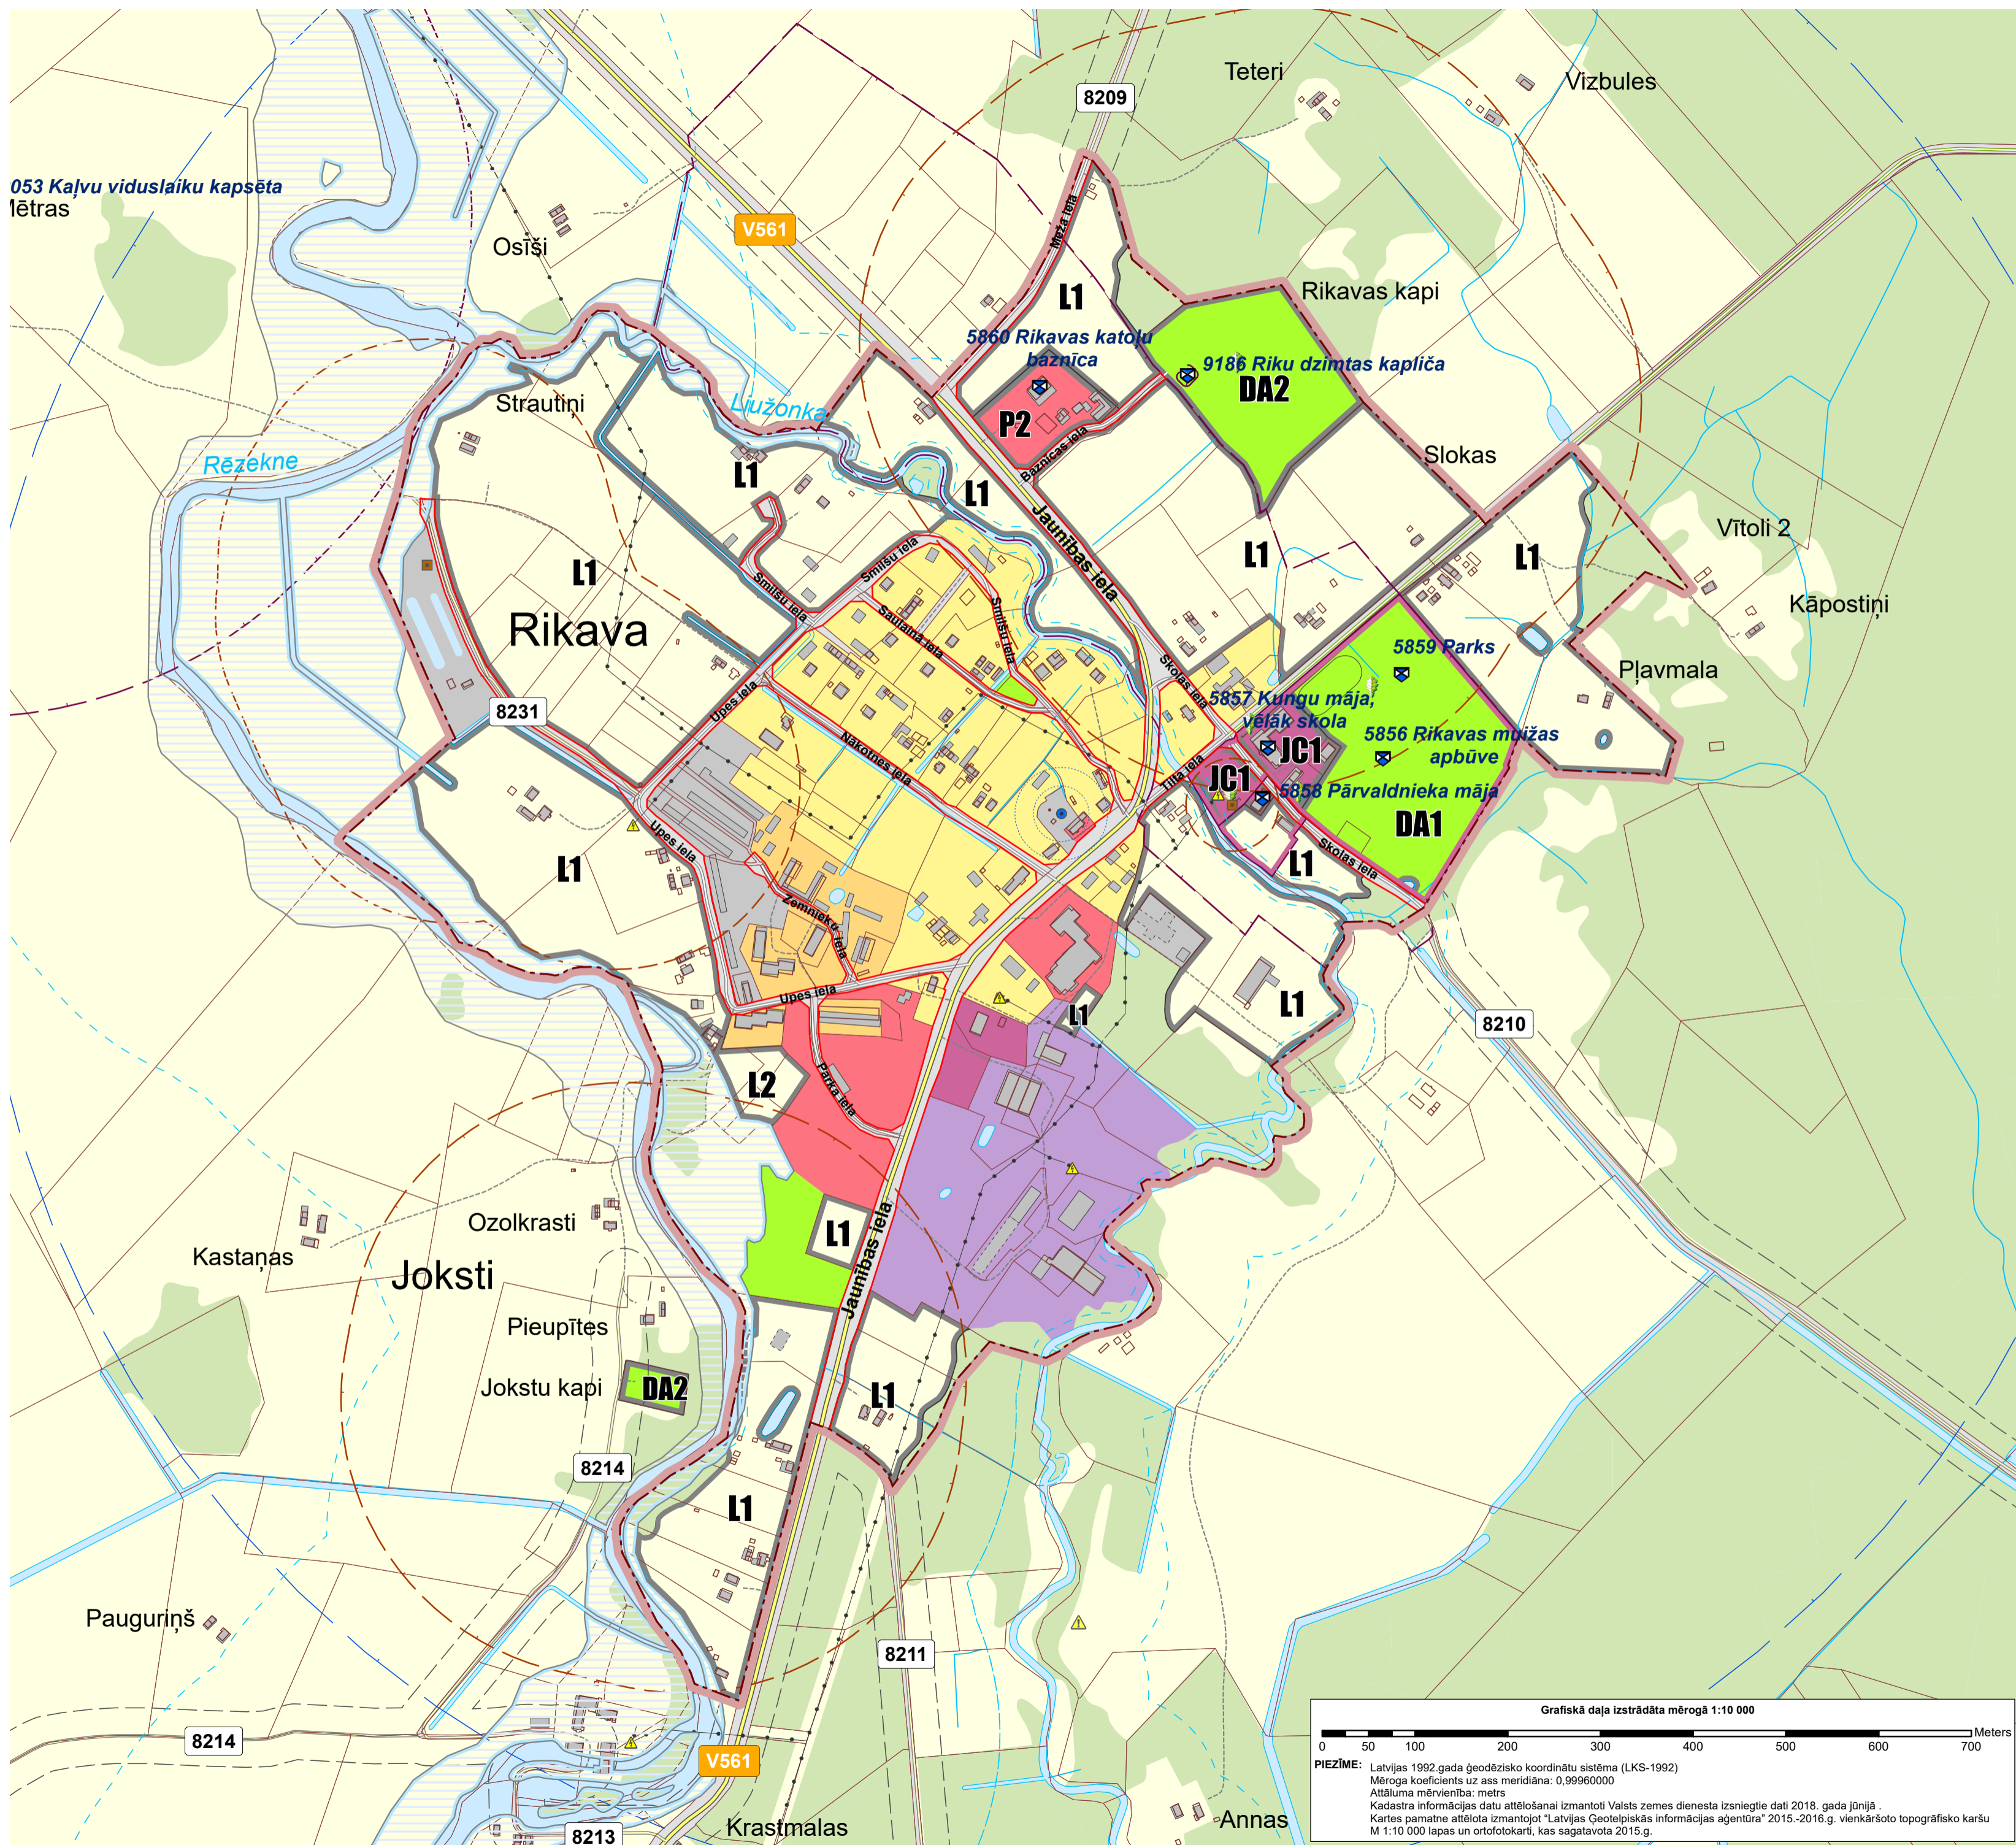 Teteri
Vizbules
8209
053 Kaļvu viduslaiku kapsēta
Mētras
Osīši
V561
Meža iela
L1
Rikavas kapi
5860 Rikavas katoļu
baznīca
9186 Riku dzimtas kapliča
DA2
Strautiņi
Liužonka
P2
Baznīcas iela
Rēzekne
L1
L1
Slokas
Jaunības iela
Vītoli 2
L1
L1
L1
Smilšu iela
Smilšu iela
Saulainā iela
Smilšu iela
Kāpostiņi
Rikava
5859 Parks
Pļavmala
Skolas iela
5857 Kungu māja,
vēlāk skola
8231
Upes iela
Nākotnes iela
5856 Rikavas muižas
apbūve
JC1
JC1
Tilta iela
5858 Pārvaldnieka māja
DA1
Upes iela
L1
L1
Skolas iela
Zemnieku iela
Upes iela
L1
L1
8210
L2
Parka iela
Ozolkrasti
Kastaņas
L1
Joksti
Jaunības iela
Pieupītes
Jokstu kapi
DA2
L1
8214
L1
Pauguriņš
8211
8214
V561
Krastmalas
Annas
8213
Grafiskā daļa izstrādāta mērogā 1:10 000
Meters
0 50 100 200 300 400 500 600 700
PIEZĪME: Latvijas 1992.gada ģeodēzisko koordinātu sistēma (LKS-1992)
Mēroga koeficients uz ass meridiāna: 0,99960000
Attāluma mērvienība: metrs
Kadastra informācijas datu attēlošanai izmantoti Valsts zemes dienesta izsniegtie dati 2018. gada jūnijā .
Kartes pamatne attēlota izmantojot "Latvijas Ģeotelpiskās informācijas aģentūra" 2015.-2016.g. vienkāršoto topogrāfisko karšu
M 1:10 000 lapas un ortofotokarti, kas sagatavota 2015.g.